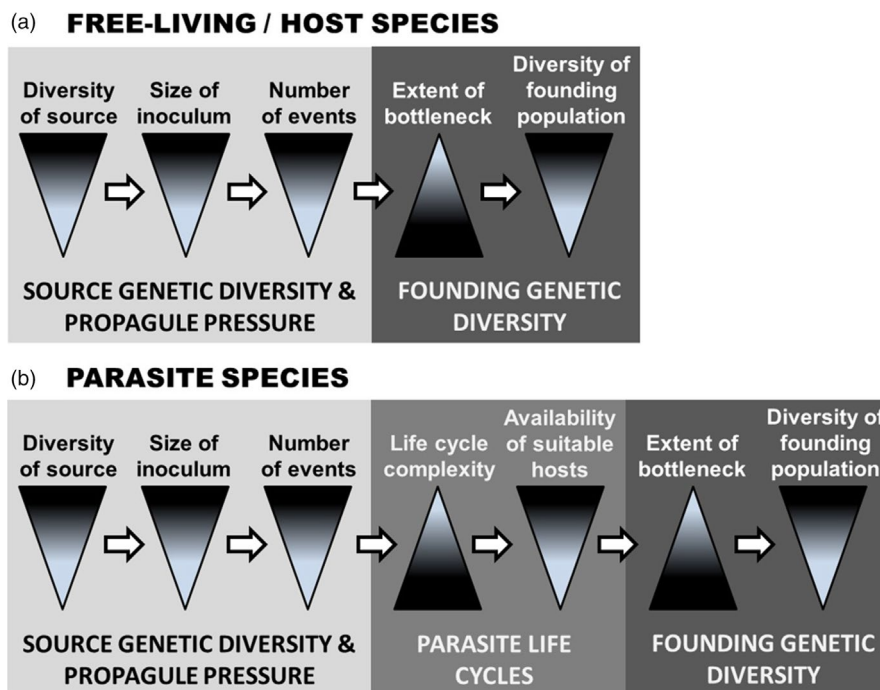 (a) FREE-LIVING / HOST SPECIES
Diversity
of source
Size of
inoculum
Number
of events
Extent of
bottleneck
Diversity of
founding
population
SOURCE GENETIC DIVERSITY &
PROPAGULE PRESSURE
FOUNDING GENETIC
DIVERSITY
(b) PARASITE SPECIES
Diversity
of source
Size of
inoculum
Number
of events
Life cycle
complexity
Availability
of suitable
hosts
Extent of
bottleneck
Diversity of
founding
population
SOURCE GENETIC DIVERSITY &
PROPAGULE PRESSURE
PARASITE LIFE
CYCLES
FOUNDING GENETIC
DIVERSITY